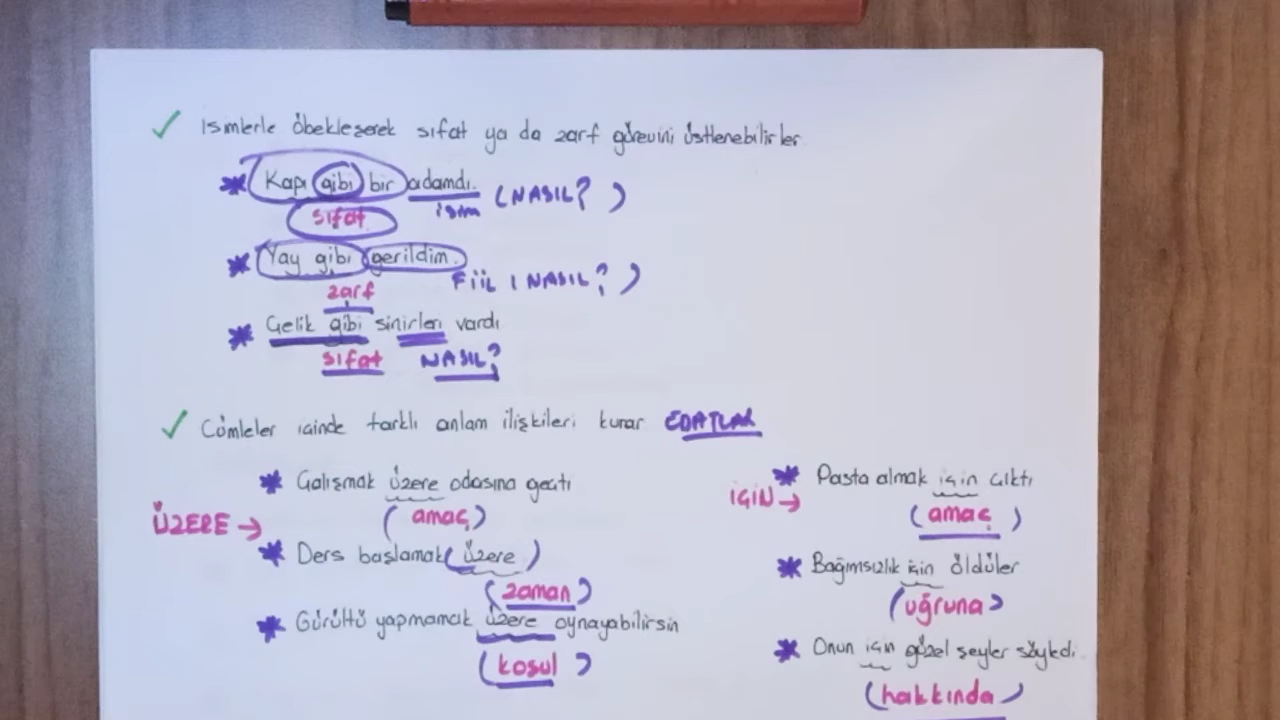 ✓ isimlerle öbekleşerek sıfat ya da zarf görevini üstlenebilirler
* Kapı gibi bir adamdı. (NASIL? )
sıfat isim
* Yay gibi gerildim.
zarf FİİL (NASIL? )
* Çelik gibi sinirleri vardı
sıfat NASIL?
✓ Cümleler içinde farklı anlam ilişkileri kurar EDATLAR
ÜZERE →
* Çalışmak üzere odasına geçti
(amaç)
* Ders başlamak (üzere)
(zaman)
* Gürültü yapmamak üzere oynayabilirsin
(koşul)
İÇİN →
* Pasta almak için çıktı
(amaç)
* Bağımsızlık için öldüler
(uğruna)
* Onun için güzel şeyler söyledi
(hakkında)